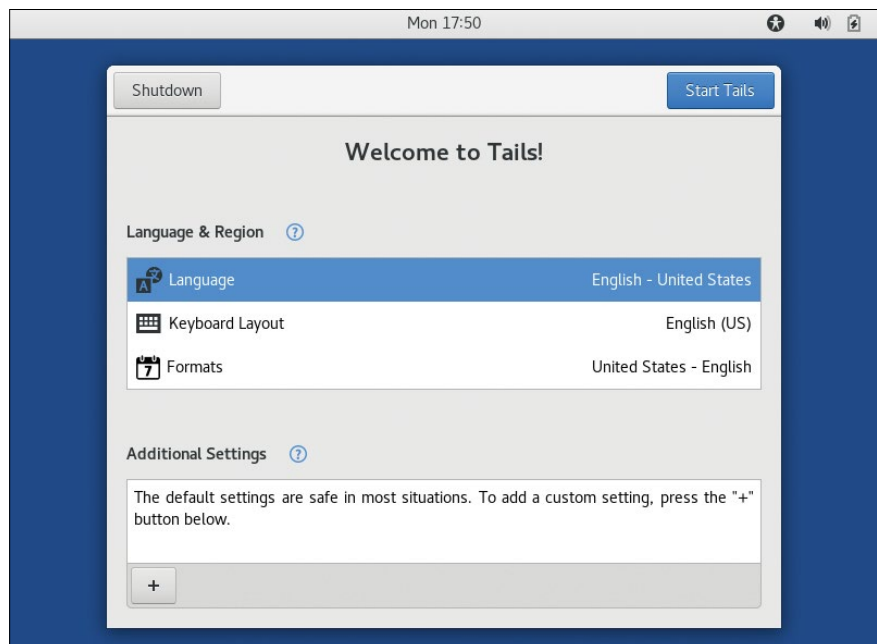 Mon 17:50
Shutdown
Start Tails
Welcome to Tails!
Language & Region ?
Language English - United States
Keyboard Layout English (US)
7 Formats United States - English
Additional Settings ?
The default settings are safe in most situations. To add a custom setting, press the "+"
button below.
+